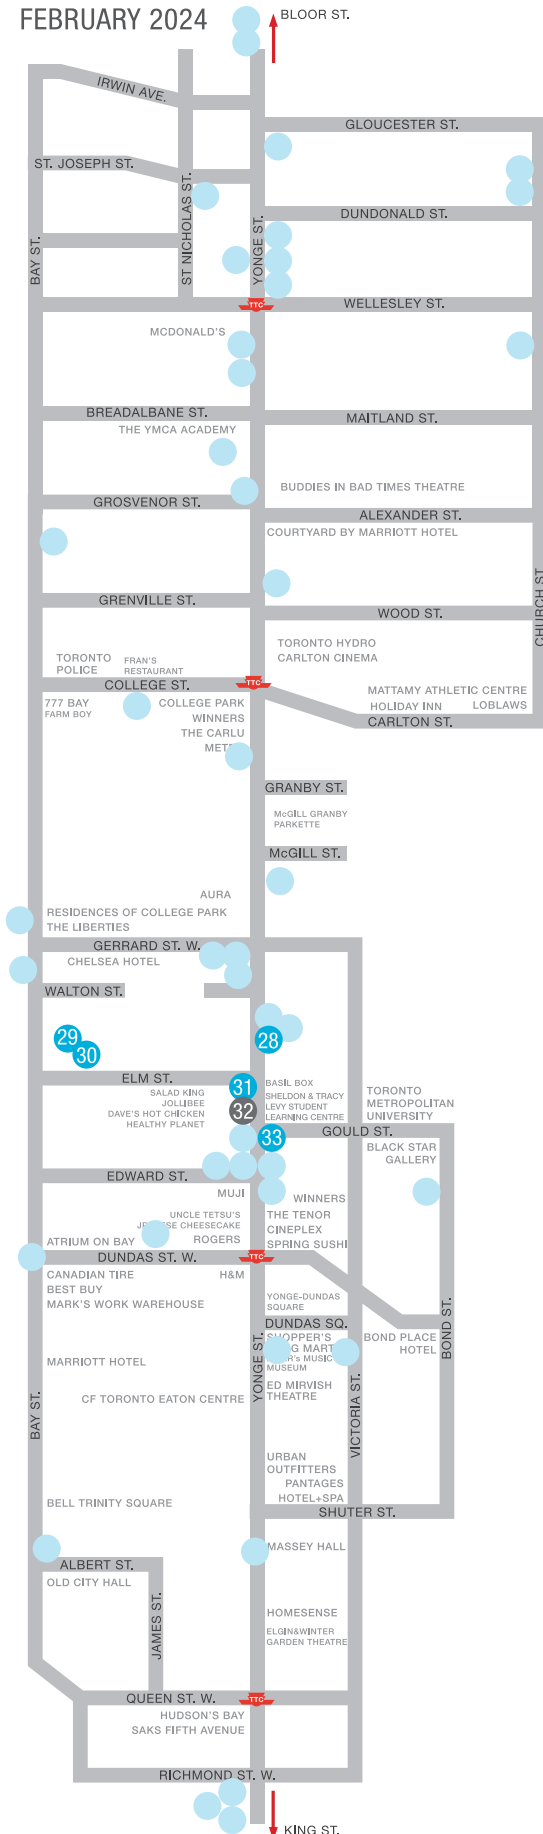 FEBRUARY 2024
BLOOR ST.
IRWIN AVE.
GLOUCESTER ST.
ST. JOSEPH ST.
ST NICHOLAS ST.
DUNDONALD ST.
BAY ST.
YONGE ST.
TTC
WELLESLEY ST.
MCDONALD'S
BREADALBANE ST.
MAITLAND ST.
THE YMCA ACADEMY
BUDDIES IN BAD TIMES THEATRE
GROSVENOR ST.
ALEXANDER ST.
COURTYARD BY MARRIOTT HOTEL
CHURCH ST.
GRENVILLE ST.
WOOD ST.
TORONTO HYDRO
CARLTON CINEMA
TORONTO
POLICE
FRAN'S
RESTAURANT
COLLEGE ST.
TTC
MATTAMY ATHLETIC CENTRE
HOLIDAY INN
LOBLAWS
CARLTON ST.
777 BAY
FARM BOY
COLLEGE PARK
WINNERS
THE CARLU
GRANBY ST.
McGILL GRANBY
PARKETTE
McGILL ST.
AURA
RESIDENCES OF COLLEGE PARK
THE LIBERTIES
GERRARD ST. W.
CHELSEA HOTEL
WALTON ST.
29
30
28
ELM ST.
31
32
33
BASIL BOX
SHELDON & TRACY
LEVY STUDENT
LEARNING CENTRE
TORONTO
METROPOLITAN
UNIVERSITY
SALAD KING
JOLLIBEE
DAVE'S HOT CHICKEN
HEALTHY PLANET
GOULD ST.
BLACK STAR
GALLERY
EDWARD ST.
MUJI
WINNERS
UNCLE TETSU'S
CHEESECAKE
ROGERS
THE TENOR
CINEPLEX
SPRING SUSHI
ATRIUM ON BAY
DUNDAS ST. W.
TTC
CANADIAN TIRE
BEST BUY
MARK'S WORK WAREHOUSE
H&M
YONGE-DUNDAS
SQUARE
DUNDAS SQ.
SHOPPER'S
MART
MUSIC
MUSEUM
BOND PLACE
HOTEL
BOND ST.
MARRIOTT HOTEL
CF TORONTO EATON CENTRE
ED MIRVISH
THEATRE
YONGE ST.
VICTORIA ST.
BAY ST.
URBAN
OUTFITTERS
PANTAGES
HOTEL+SPA
BELL TRINITY SQUARE
SHUTER ST.
MASSEY HALL
ALBERT ST.
OLD CITY HALL
JAMES ST.
HOMESENSE
ELGIN&WINTER
GARDEN THEATRE
QUEEN ST. W.
TTC
HUDSON'S BAY
SAKS FIFTH AVENUE
RICHMOND ST. W.
KING ST.